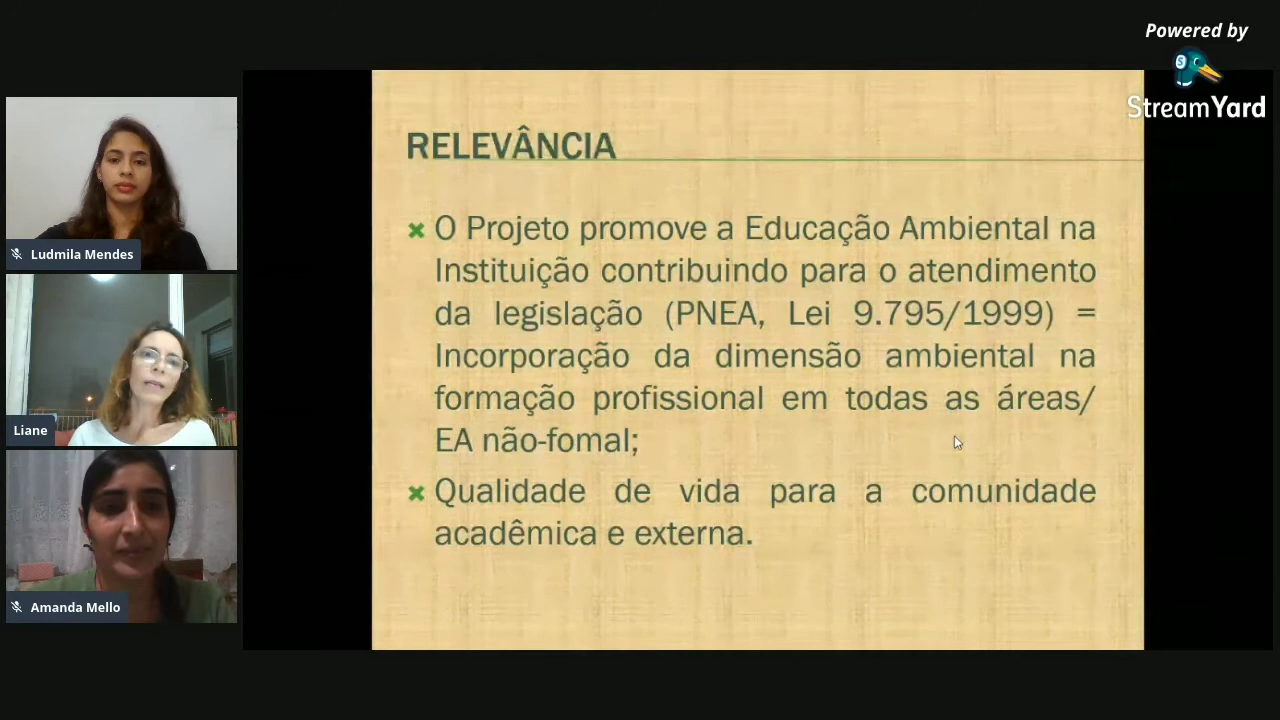 Powered by
StreamYard
Ludmila Mendes
Liane
Amanda Mello
RELEVÂNCIA
O Projeto promove a Educação Ambiental na
Instituição contribuindo para o atendimento
da legislação (PNEA, Lei 9.795/1999) =
Incorporação da dimensão ambiental na
formação profissional em todas as áreas/
EA não-fomal;
Qualidade de vida para a comunidade
acadêmica e externa.